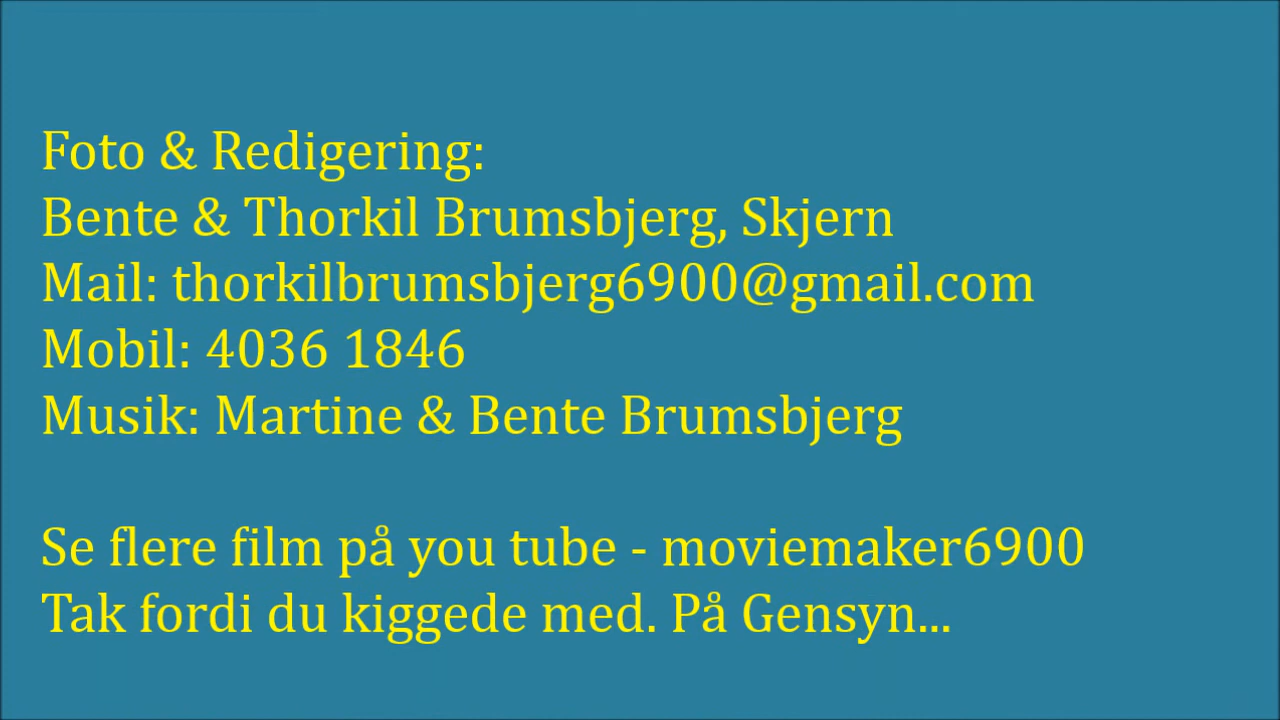 Foto & Redigering:
Bente & Thorkil Brumsbjerg, Skjern
Mail: thorkilbrumsbjerg6900@gmail.com
Mobil: 4036 1846
Musik: Martine & Bente Brumsbjerg
Se flere film på you tube - moviemaker6900
Tak fordi du kiggede med. På Gensyn...